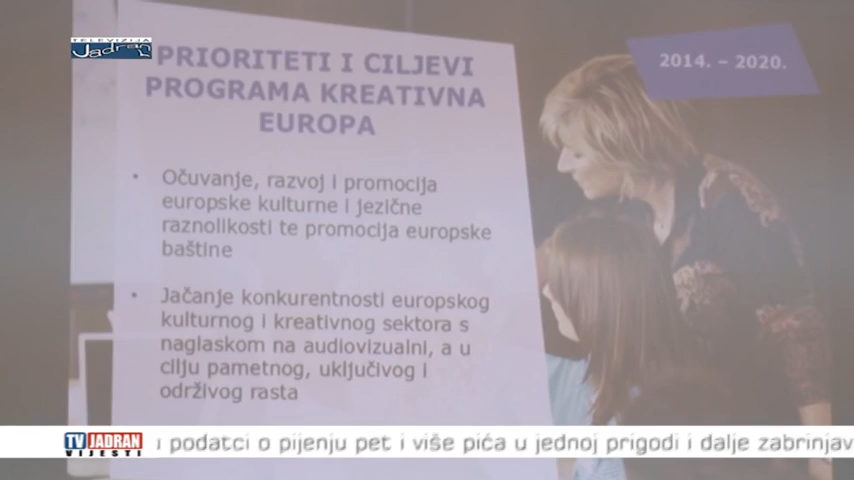 TELEVIZIJA
Jadran
PRIORITETI I CILJEVI
PROGRAMA KREATIVNA
EUROPA
2014. – 2020.
• Očuvanje, razvoj i promocija
europske kulturne i jezične
raznolikosti te promocija europske
baštine
• Jačanje konkurentnosti europskog
kulturnog i kreativnog sektora s
naglaskom na audiovizualni, a u
cilju pametnog, uključivog i
održivog rasta
TV JADRAN
VIJESTI
podatci o pijenju pet i više pića u jednoj prigodi i dalje zabrinjav